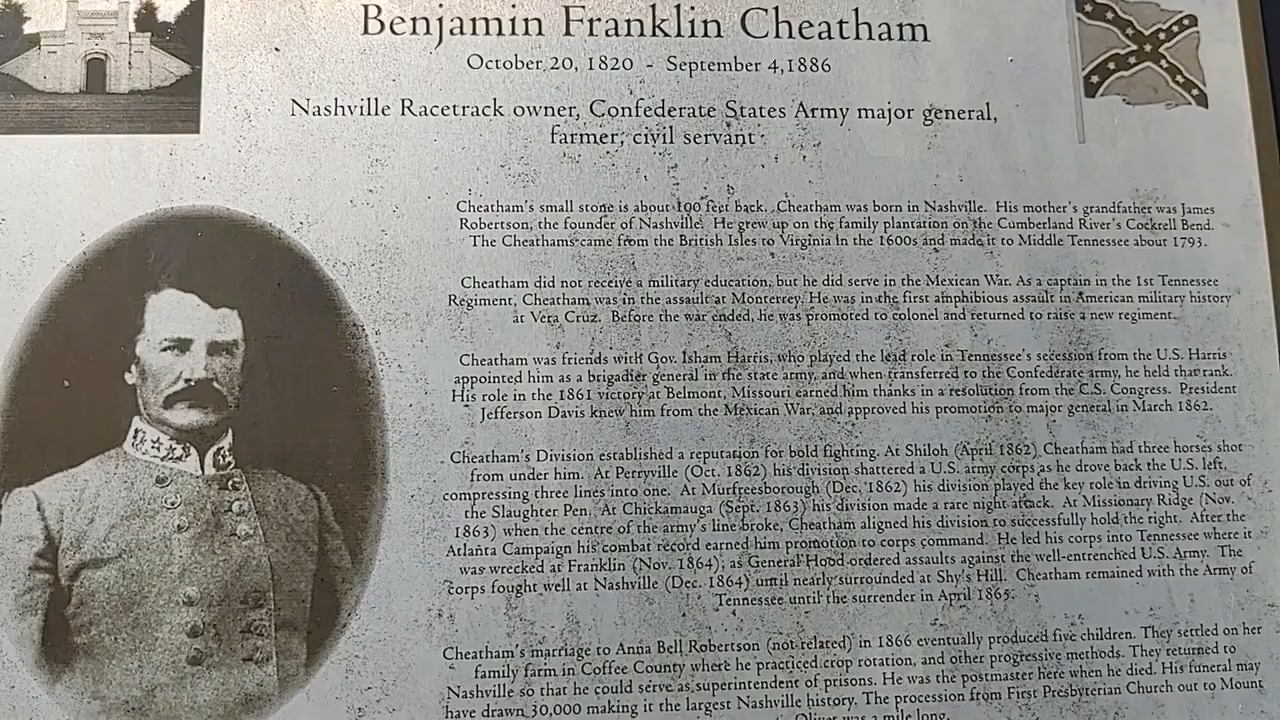 Benjamin Franklin Cheatham
October 20, 1820 - September 4,1886
Nashville Racetrack owner, Confederate States Army major general,
farmer, civil servant
Cheatham's small stone is about 100 feet back. Cheatham was born in Nashville. His mother's grandfather was James
Robertson, the founder of Nashville. He grew up on the family plantation on the Cumberland River's Cockrell Bend.
The Cheathams came from the British Isles to Virginia in the 1600s and made it to Middle Tennessee about 1793.
Cheatham did not receive a military education, but he did serve in the Mexican War. As a captain in the 1st Tennessee
Regiment, Cheatham was in the assault at Monterrey. He was in the first amphibious assault in American military history
at Vera Cruz. Before the war ended, he was promoted to colonel and returned to raise a new regiment.
Cheatham was friends with Gov. Isham Harris, who played the lead role in Tennessee's secession from the U.S. Harris
appointed him as a brigadier general in the state army, and when transferred to the Confederate army, he held that rank.
His role in the 1861 victory at Belmont, Missouri earned him thanks in a resolution from the C.S. Congress. President
Jefferson Davis knew him from the Mexican War, and approved his promotion to major general in March 1862.
Cheatham's Division established a reputation for bold fighting. At Shiloh (April 1862) Cheatham had three horses shot
from under him. At Perryville (Oct. 1862) his division shattered a U.S. army corps as he drove back the U.S. left,
compressing three lines into one. At Murfreesborough (Dec. 1862) his division played the key role in driving U.S. out of
the Slaughter Pen. At Chickamauga (Sept. 1863) his division made a rare night attack. At Missionary Ridge (Nov.
1863) when the centre of the army's line broke, Cheatham aligned his division to successfully hold the right. After the
Atlanta Campaign his combat record earned him promotion to corps command. He led his corps into Tennessee where it
was wrecked at Franklin (Nov. 1864), as General Hood ordered assaults against the well-entrenched U.S. Army. The
corps fought well at Nashville (Dec. 1864) until nearly surrounded at Shy's Hill. Cheatham remained with the Army of
Tennessee until the surrender in April 1865.
Cheatham's marriage to Anna Bell Robertson (not related) in 1866 eventually produced five children. They settled on her
family farm in Coffee County where he practiced crop rotation, and other progressive methods. They returned to
Nashville so that he could serve as superintendent of prisons. He was the postmaster here when he died. His funeral may
have drawn 30,000 making it the largest Nashville history. The procession from First Presbyterian Church out to Mount
Olivet was a mile long.